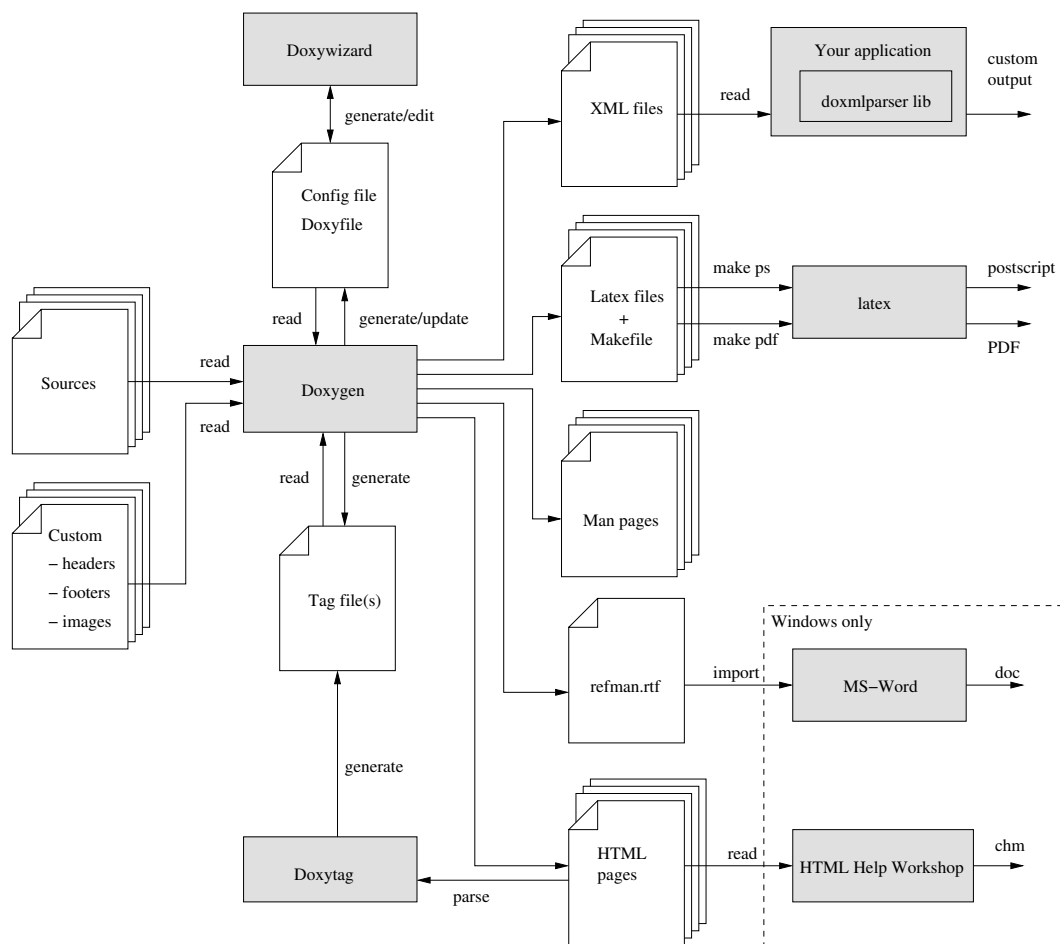 Doxywizard
generate/edit
Config file
Doxyfile
read
generate/update
Sources
read
Doxygen
read
Custom
– headers
– footers
– images
read
generate
Tag file(s)
generate
Doxytag
parse
XML files
read
Your application
doxmlparser lib
custom
output
Latex files
+
Makefile
make ps
make pdf
latex
postscript
PDF
Man pages
refman.rtf
import
Windows only
MS–Word
doc
HTML
pages
read
HTML Help Workshop
chm